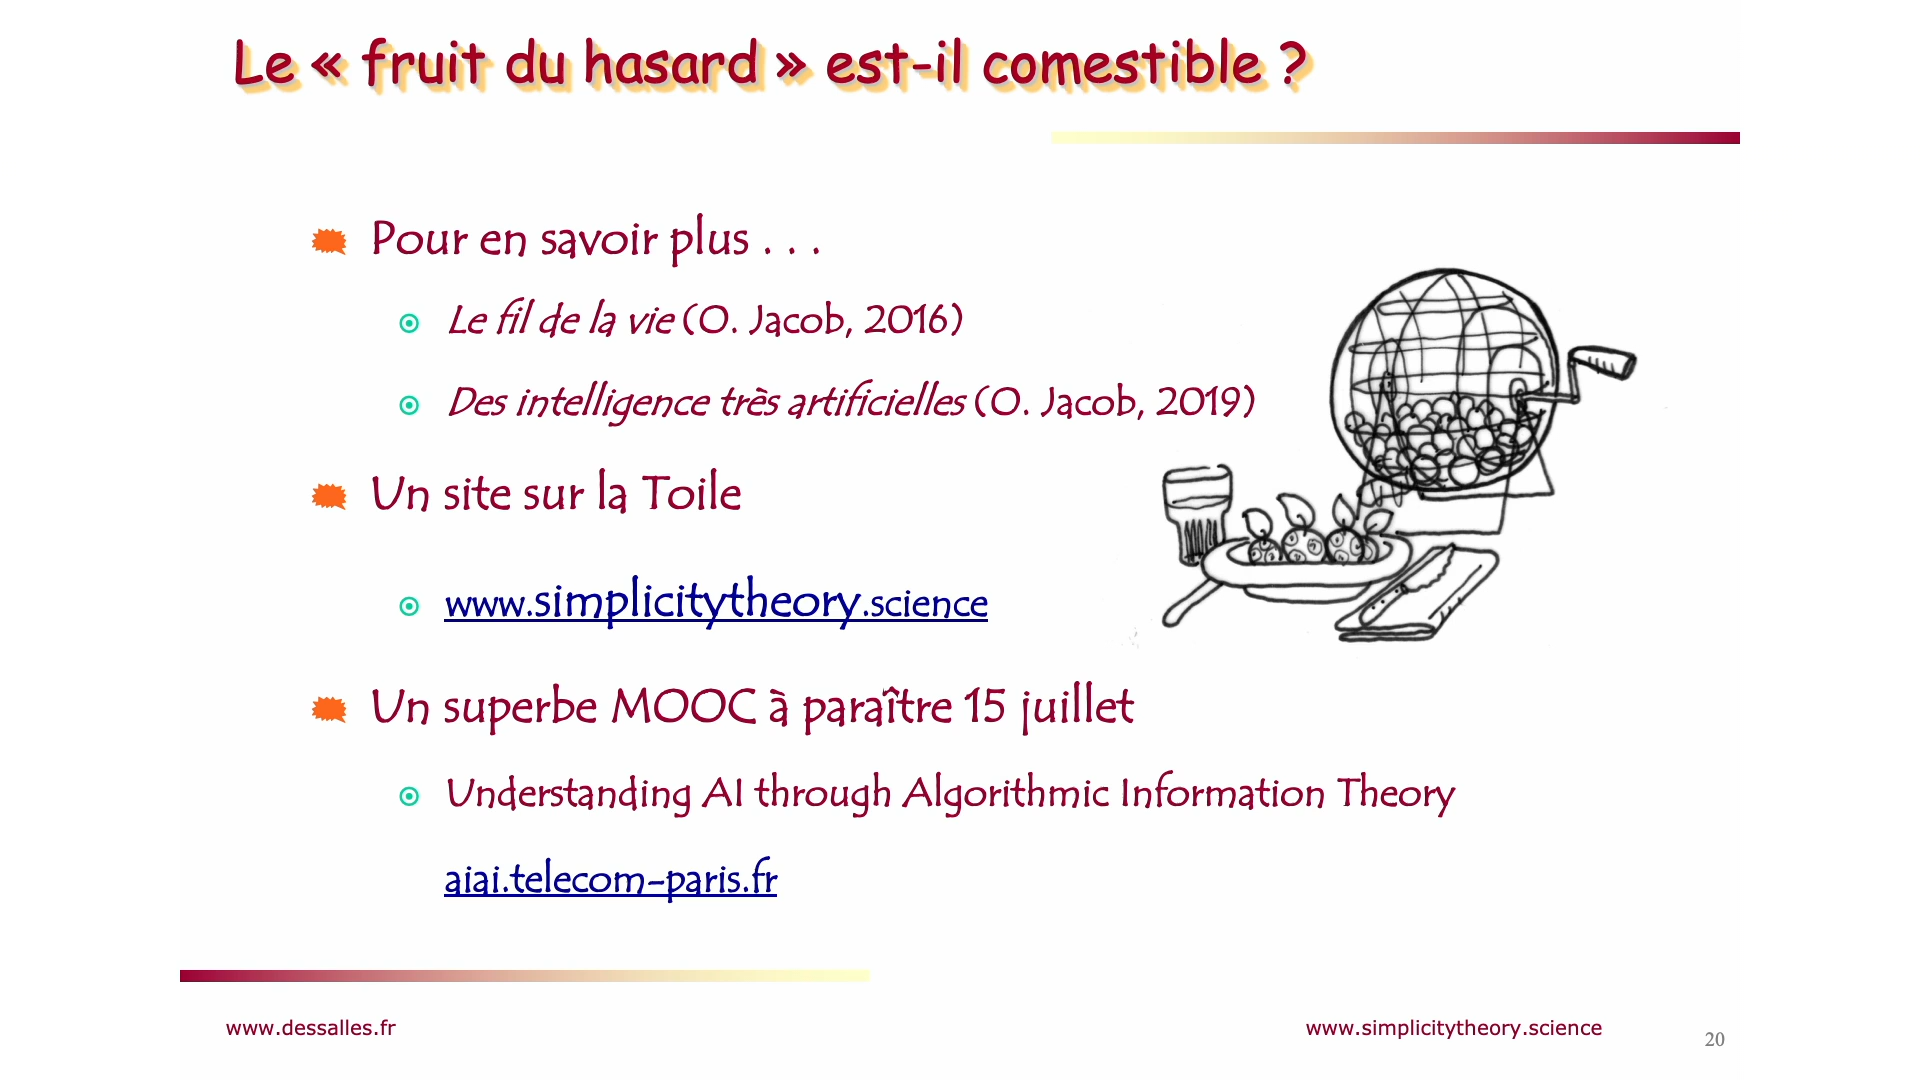 Le « fruit du hasard » est-il comestible ?
Pour en savoir plus . . .
Le fil de la vie (O. Jacob, 2016)
Des intelligence très artificielles (O. Jacob, 2019)
Un site sur la Toile
www.simplicitytheory.science
Un superbe MOOC à paraître 15 juillet
Understanding AI through Algorithmic Information Theory
aiai.telecom-paris.fr
www.dessalles.fr
www.simplicitytheory.science
20